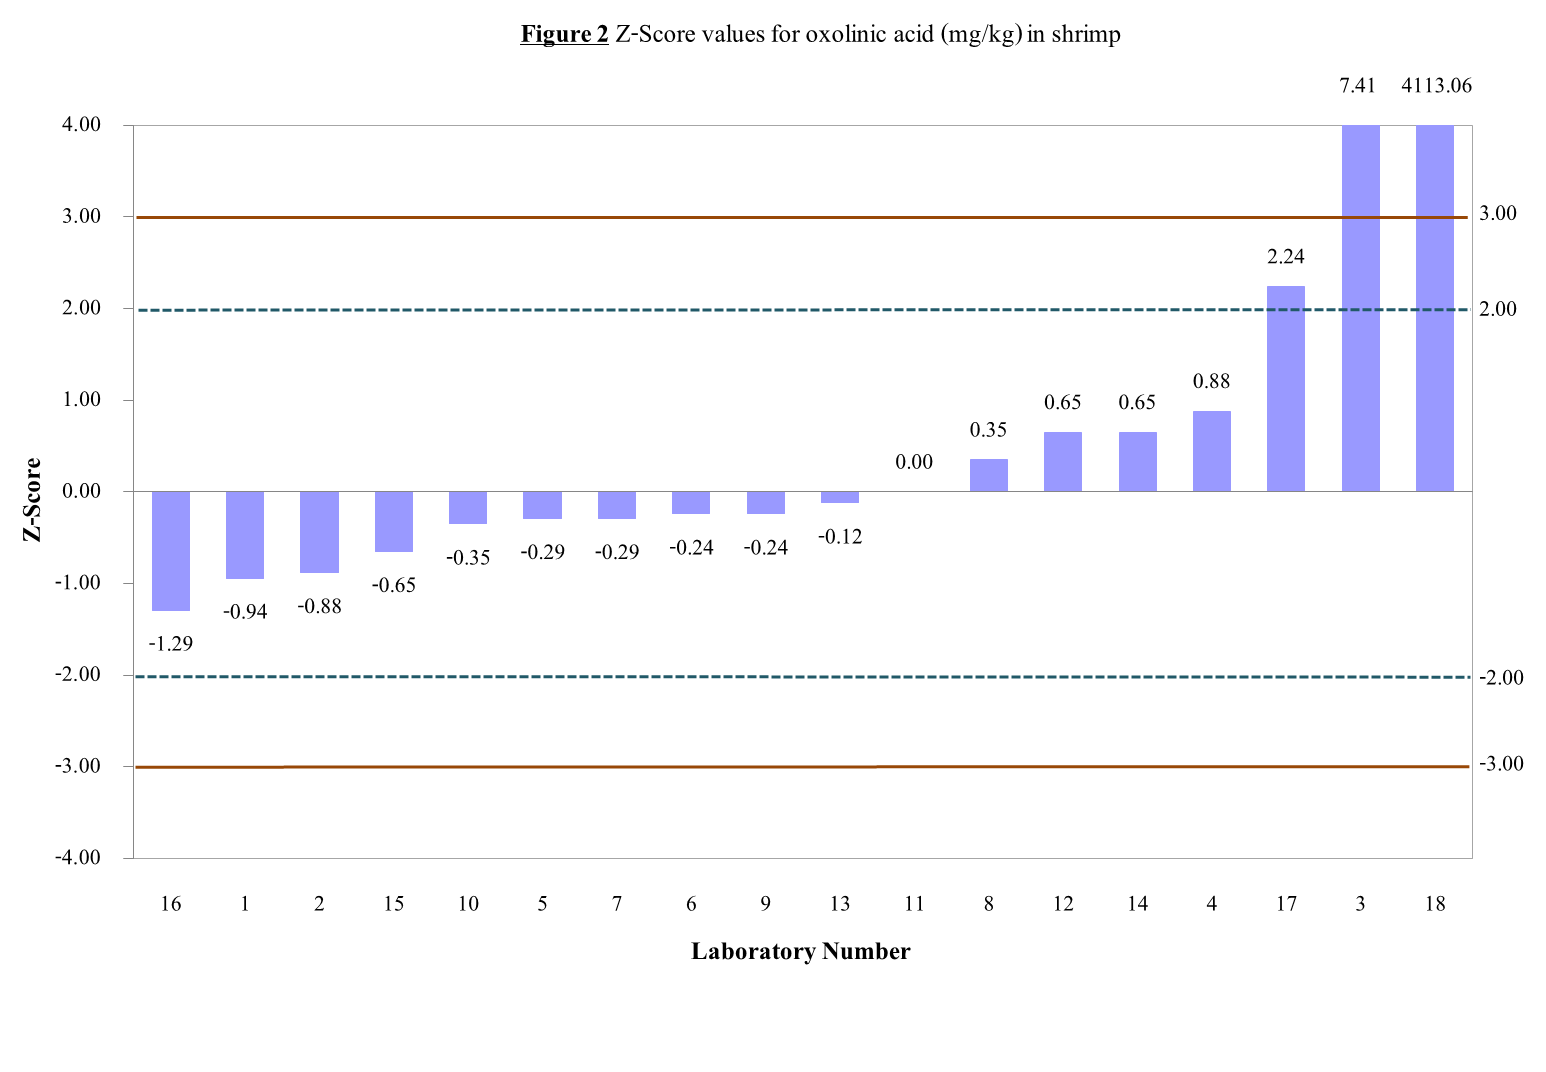 Figure 2 Z-Score values for oxolinic acid (mg/kg) in shrimp
7.41 4113.06
4.00
3.00 3.00
2.24
2.00 2.00
0.88
1.00 0.65 0.65
0.35
0.00
0.00
Z-Score
-0.12
-0.35 -0.29 -0.29 -0.24 -0.24
-1.00 -0.65
-0.94 -0.88
-1.29
-2.00 -2.00
-3.00 -3.00
-4.00
16 1 2 15 10 5 7 6 9 13 11 8 12 14 4 17 3 18
Laboratory Number